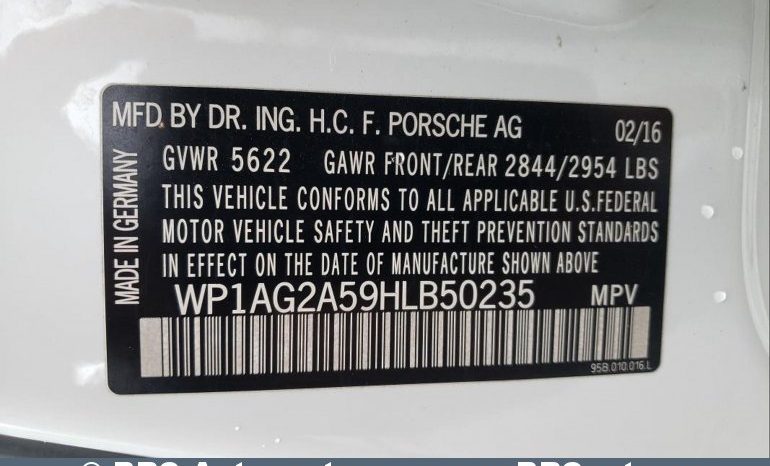 MFD. BY DR. ING. H.C. F. PORSCHE AG 02/16
GVWR 5622 GAWR FRONT/REAR 2844/2954 LBS
THIS VEHICLE CONFORMS TO ALL APPLICABLE U.S.FEDERAL
MOTOR VEHICLE SAFETY AND THEFT PREVENTION STANDARDS
IN EFFECT ON THE DATE OF MANUFACTURE SHOWN ABOVE
WP1AG2A59HLB50235 MPV
95B.010.016.L
MADE IN GERMANY